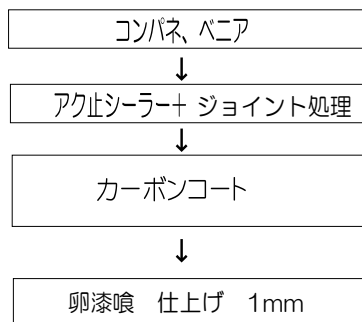 コンパネ、ベニア
↓
アク止シーラー＋ ジョイント処理
↓
カーボンコート
↓
卵漆喰　仕上げ　1mm